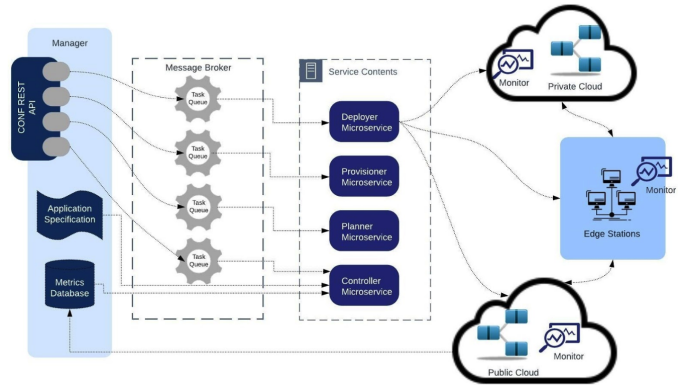 Manager
CONF REST
API
Application
Specification
Metrics
Database
Message Broker
Task
Queue
Task
Queue
Task
Queue
Task
Queue
Service Contents
Deployer
Microservice
Provisioner
Microservice
Planner
Microservice
Controller
Microservice
Monitor
Private Cloud
Monitor
Edge Stations
Monitor
Public Cloud